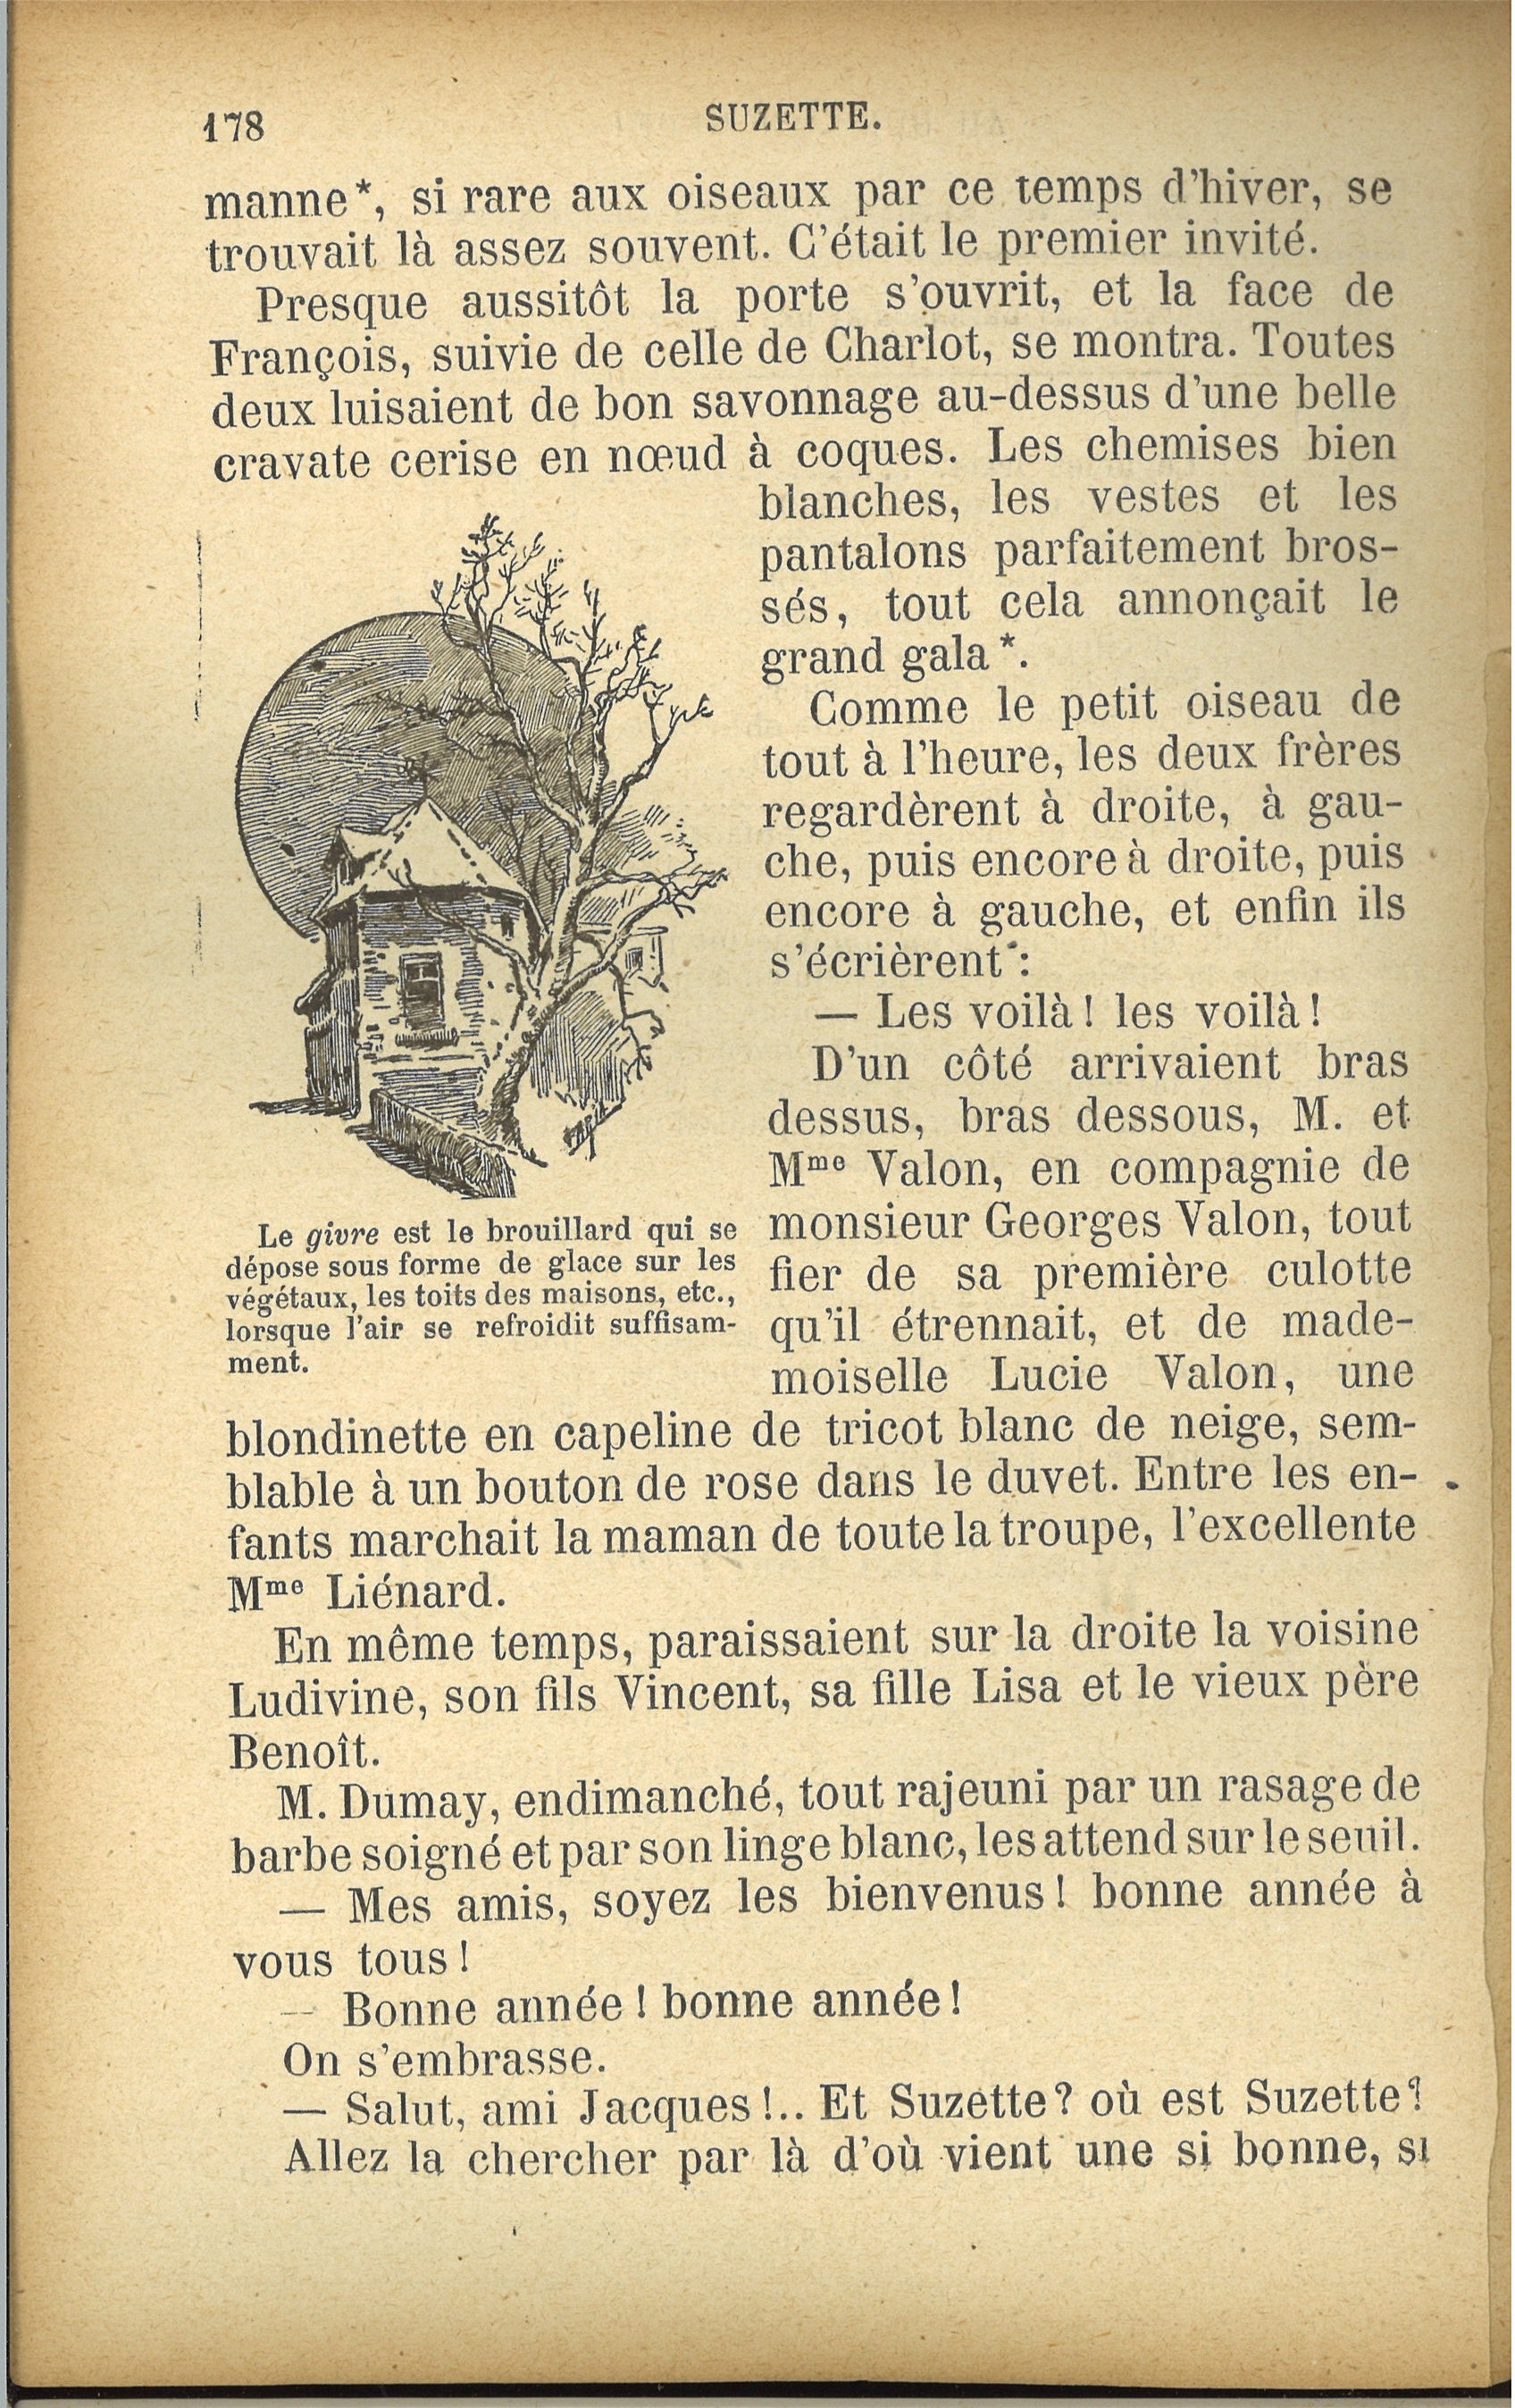 178
SUZETTE.
manne*, si rare aux oiseaux par ce temps d'hiver, se
trouvait là assez souvent. C'était le premier invité.
Presque aussitôt la porte s'ouvrit, et la face de
François, suivie de celle de Charlot, se montra. Toutes
deux luisaient de bon savonnage au-dessus d'une belle
cravate cerise en nœud à coques. Les chemises bien
blanches, les vestes et les
pantalons parfaitement bros-
sés, tout cela annonçait le
grand gala*.
Comme le petit oiseau de
tout à l'heure, les deux frères
regardèrent à droite, à gau-
che, puis encore à droite, puis
encore à gauche, et enfin ils
s'écrièrent :
— Les voilà! les voilà!
D'un côté arrivaient bras
dessus, bras dessous, M. et
Mme Valon, en compagnie de
monsieur Georges Valon, tout
fier de sa première culotte
qu'il étrennait, et de made-
moiselle Lucie Valon, une
Le givre est le brouillard qui se
dépose sous forme de glace sur les
végétaux, les toits des maisons, etc.,
lorsque l'air se refroidit suffisam-
ment.
blondinette en capeline de tricot blanc de neige, sem-
blable à un bouton de rose dans le duvet. Entre les en-
fants marchait la maman de toute la troupe, l'excellente
Mme Liénard.
En même temps, paraissaient sur la droite la voisine
Ludivine, son fils Vincent, sa fille Lisa et le vieux père
Benoît.
M. Dumay, endimanché, tout rajeuni par un rasage de
barbe soigné et par son linge blanc, les attend sur le seuil.
— Mes amis, soyez les bienvenus! bonne année à
vous tous!
— Bonne année! bonne année!
On s'embrasse.
— Salut, ami Jacques!.. Et Suzette? où est Suzette?
Allez la chercher par là d'où vient une si bonne, si